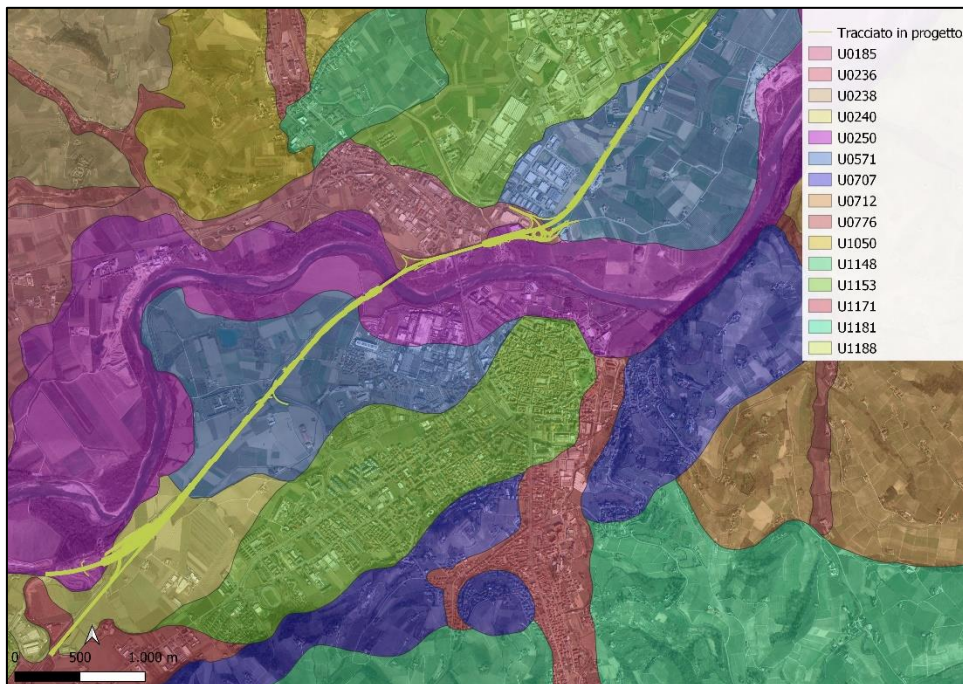 Tracciato in progetto
U0185
U0236
U0238
U0240
U0250
U0571
U0707
U0712
U0776
U1050
U1148
U1153
U1171
U1181
U1188
0 500 1.000 m